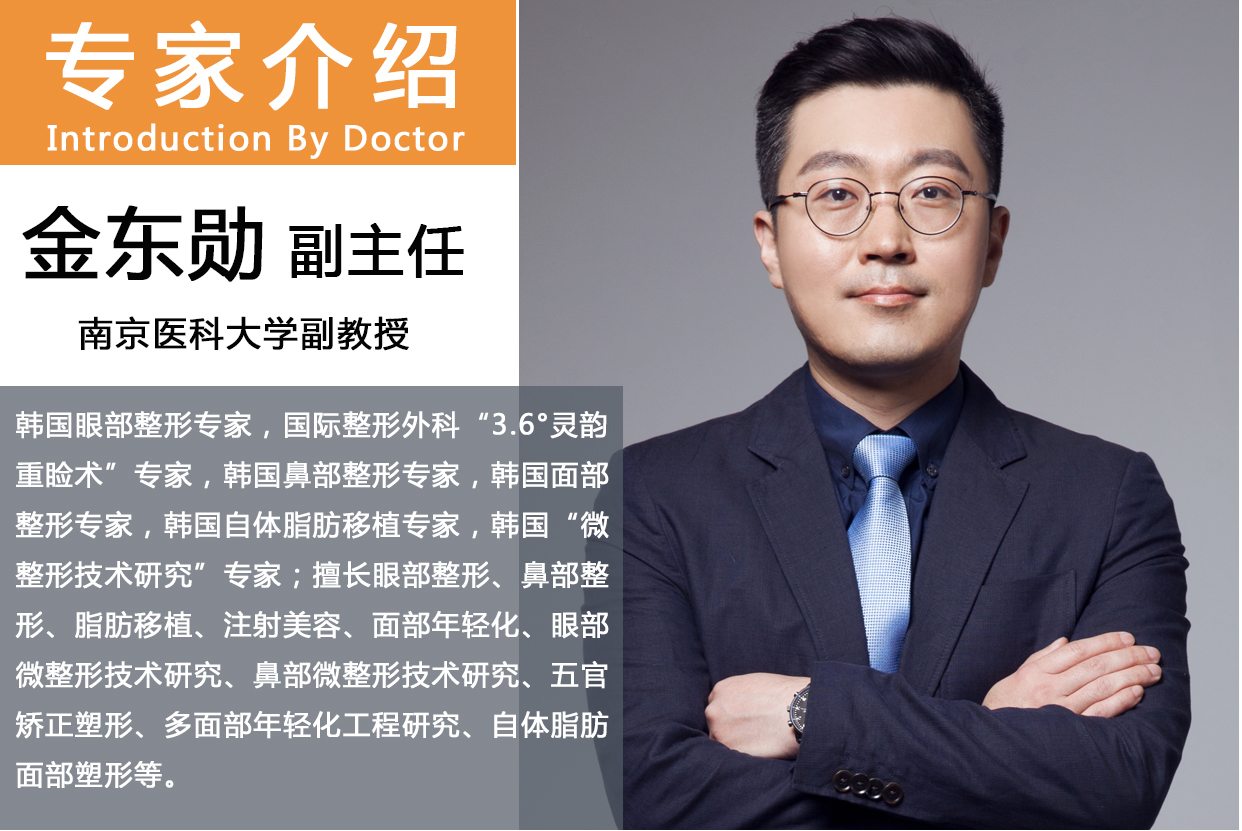 专家介绍
Introduction By Doctor
金东勋 副主任
南京医科大学副教授
韩国眼部整形专家，国际整形外科“3.6°灵韵
重睑术”专家，韩国鼻部整形专家，韩国面部
整形专家，韩国自体脂肪移植专家，韩国“微
整形技术研究”专家；擅长眼部整形、鼻部整
形、脂肪移植、注射美容、面部年轻化、眼部
微整形技术研究、鼻部微整形技术研究、五官
矫正塑形、多面部年轻化工程研究、自体脂肪
面部塑形等。